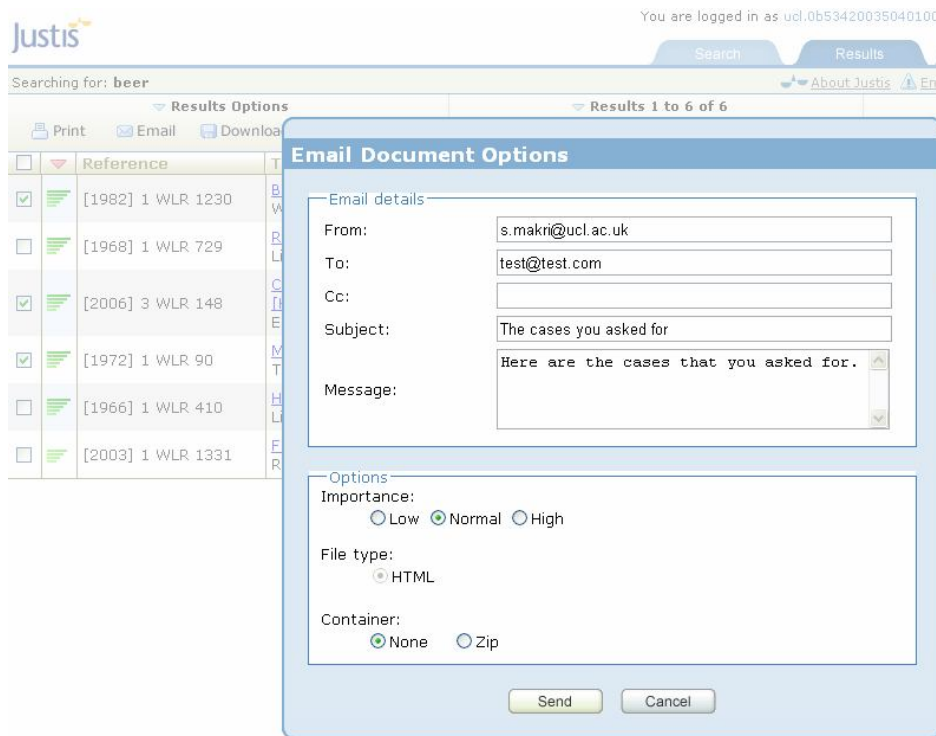 You are logged in as ucl.0b53420035040100
Justis
Search
Results
Searching for: beer
About Justis
En
Results Options
Results 1 to 6 of 6
Print
Email
Downloa
Reference
T
[1982] 1 WLR 1230
B
W
[1968] 1 WLR 729
R
Li
[2006] 3 WLR 148
C
[H
E
[1972] 1 WLR 90
M
T
[1966] 1 WLR 410
H
Li
[2003] 1 WLR 1331
F
R
Email Document Options
Email details
From: s.makri@ucl.ac.uk
To: test@test.com
Cc:
Subject: The cases you asked for
Message: Here are the cases that you asked for.
Options
Importance:
Low Normal High
File type:
HTML
Container:
None Zip
Send Cancel